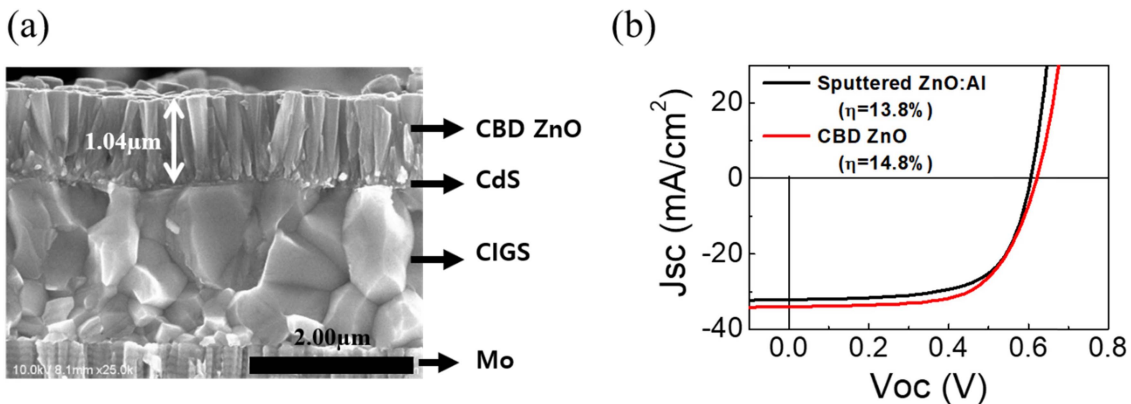 (a)
1.04μm
CBD ZnO
CdS
CIGS
2.00μm
Mo
10.0kV 8.1mm x25.0k
(b)
Sputtered ZnO:Al
(η=13.8%)
CBD ZnO
(η=14.8%)
Jsc (mA/cm²)
20
0
-20
-40
0.0
0.2
0.4
0.6
0.8
Voc (V)